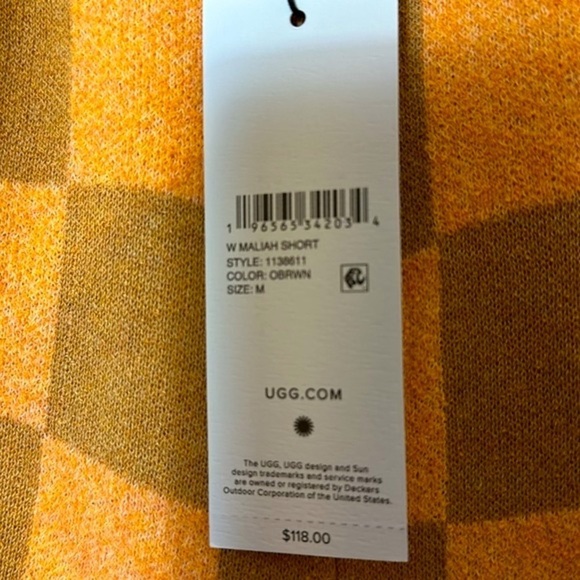 1 96565 34203 4
W MALIAH SHORT
STYLE: 1138611
COLOR: OBRWN
SIZE: M
UGG.COM
The UGG, UGG design and Sun
design trademarks and service marks
are owned or registered by Deckers
Outdoor Corporation of the United States.
$118.00